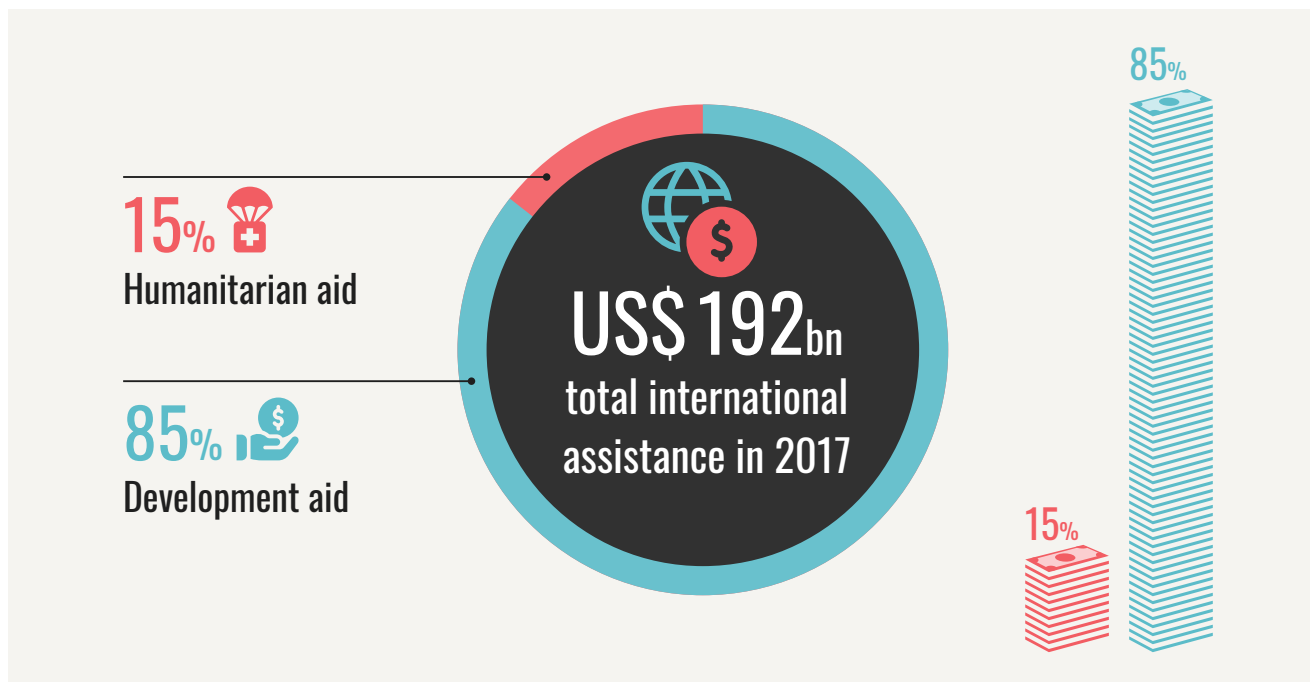 15%
Humanitarian aid
85%
Development aid
$
$
US$ 192bn
total international
assistance in 2017
15%
85%